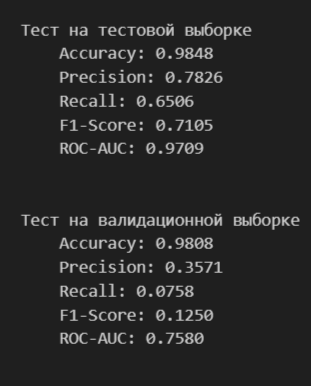 Тест на тестовой выборке
Accuracy: 0.9848
Precision: 0.7826
Recall: 0.6506
F1-Score: 0.7105
ROC-AUC: 0.9709
Тест на валидационной выборке
Accuracy: 0.9808
Precision: 0.3571
Recall: 0.0758
F1-Score: 0.1250
ROC-AUC: 0.7580